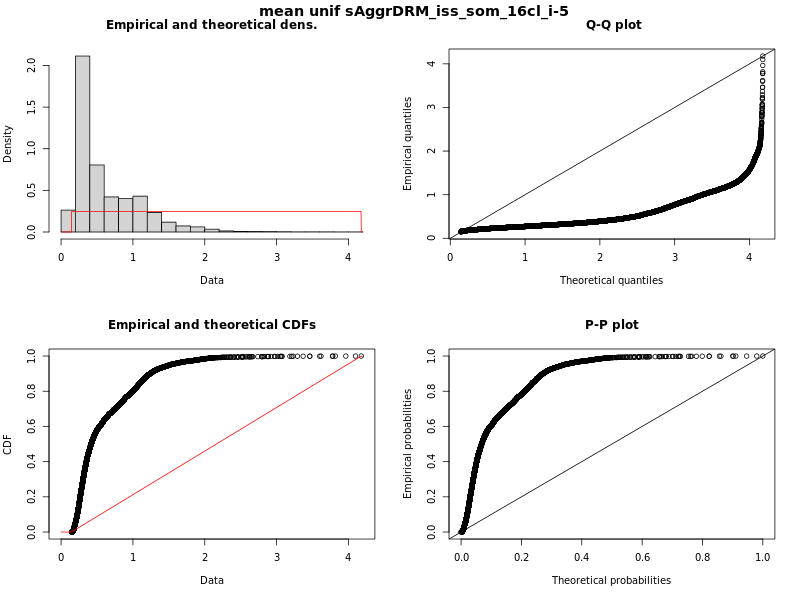 mean unif sAggrDRM_iss_som_16cl_i-5
Empirical and theoretical dens.
Density
0.0 0.5 1.0 1.5 2.0
0 1 2 3 4
Data
Q-Q plot
Empirical quantiles
0 1 2 3 4
0 1 2 3 4
Theoretical quantiles
Empirical and theoretical CDFs
CDF
0.0 0.2 0.4 0.6 0.8 1.0
0 1 2 3 4
Data
P-P plot
Empirical probabilities
0.0 0.2 0.4 0.6 0.8 1.0
0.0 0.2 0.4 0.6 0.8 1.0
Theoretical probabilities